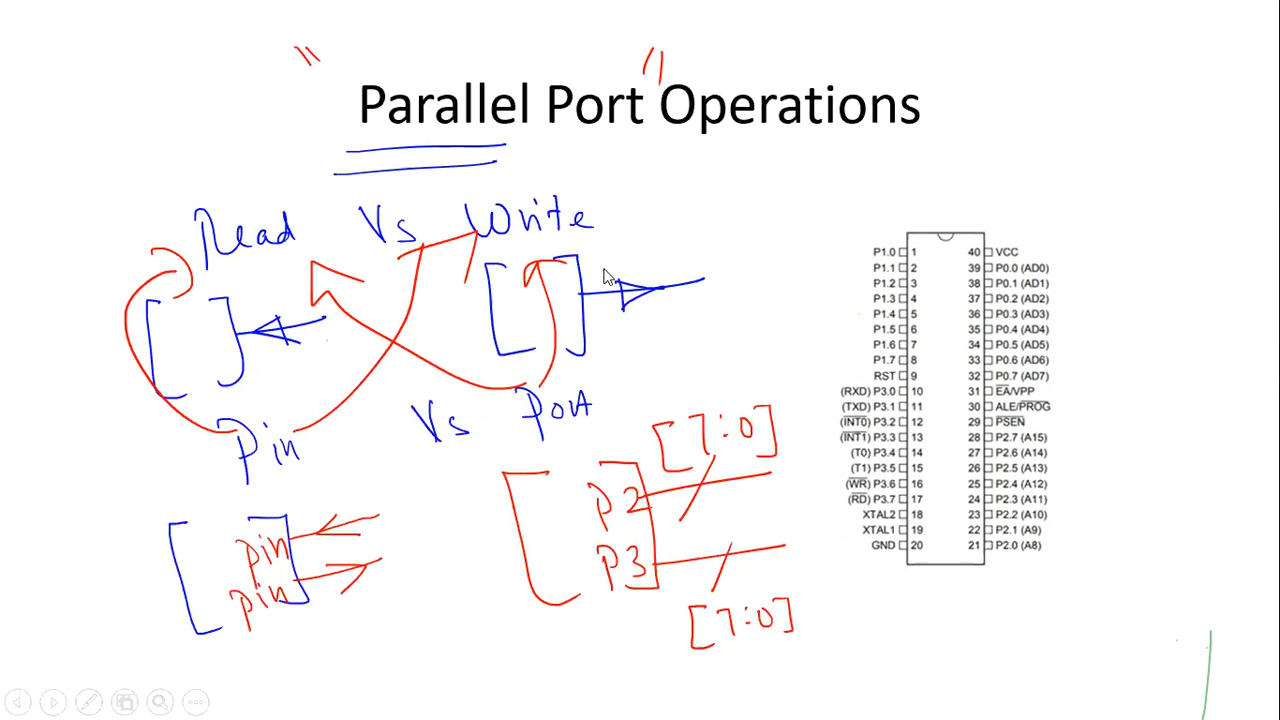 Parallel Port Operations
Read Vs Write
Pin Vs Port
pin
pin
P2 [7:0]
P3 [7:0]
P1.0 1 40 VCC
P1.1 2 39 P0.0 (AD0)
P1.2 3 38 P0.1 (AD1)
P1.3 4 37 P0.2 (AD2)
P1.4 5 36 P0.3 (AD3)
P1.5 6 35 P0.4 (AD4)
P1.6 7 34 P0.5 (AD5)
P1.7 8 33 P0.6 (AD6)
RST 9 32 P0.7 (AD7)
(RXD) P3.0 10 31 EA/VPP
(TXD) P3.1 11 30 ALE/PROG
(INT0) P3.2 12 29 PSEN
(INT1) P3.3 13 28 P2.7 (A15)
(T0) P3.4 14 27 P2.6 (A14)
(T1) P3.5 15 26 P2.5 (A13)
(WR) P3.6 16 25 P2.4 (A12)
(RD) P3.7 17 24 P2.3 (A11)
XTAL2 18 23 P2.2 (A10)
XTAL1 19 22 P2.1 (A9)
GND 20 21 P2.0 (A8)